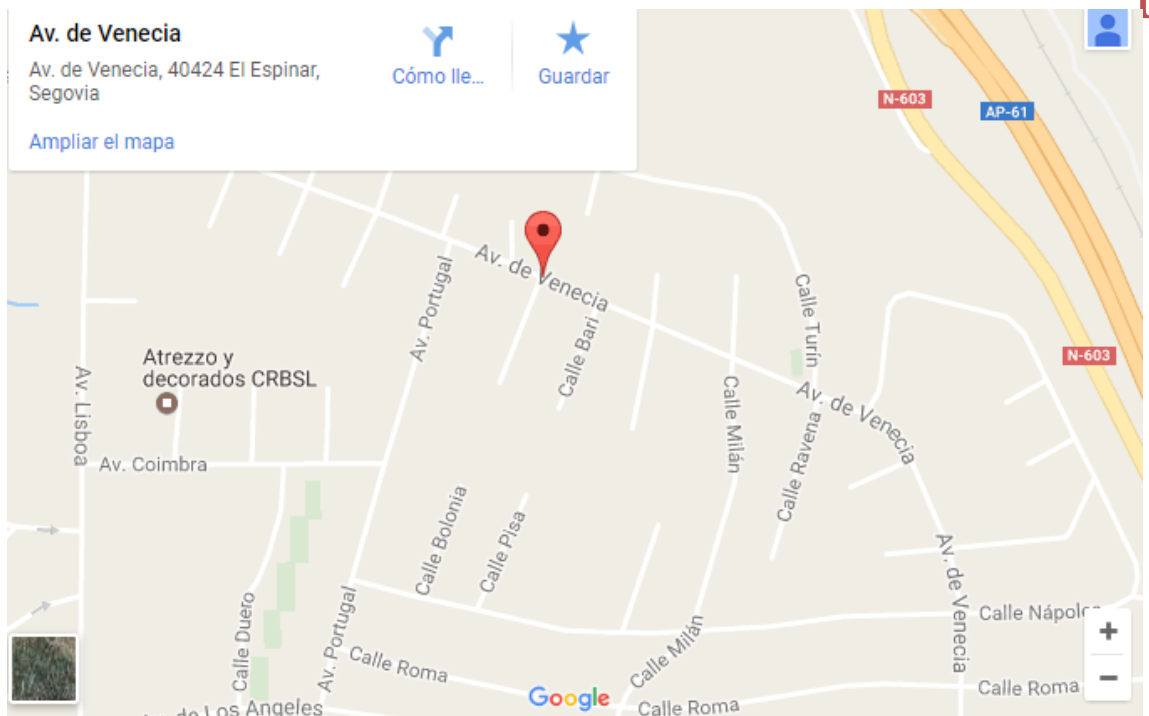 Av. de Venecia
Av. de Venecia, 40424 El Espinar,
Segovia
Cómo lle...
Guardar
Ampliar el mapa
N-603
AP-61
Av. de Venecia
Av. Portugal
Calle Bari
Calle Turín
N-603
Atrezzo y
decorados CRBSL
Av. Lisboa
Av. Coimbra
Calle Milán
Av. de Venecia
Calle Ravena
Calle Bolonia
Calle Pisa
Av. de Venecia
Calle Duero
Av. Portugal
Calle Nápoles
Calle Milán
Calle Roma
Calle Roma
Calle Roma
de Los Angeles
Google
+
−